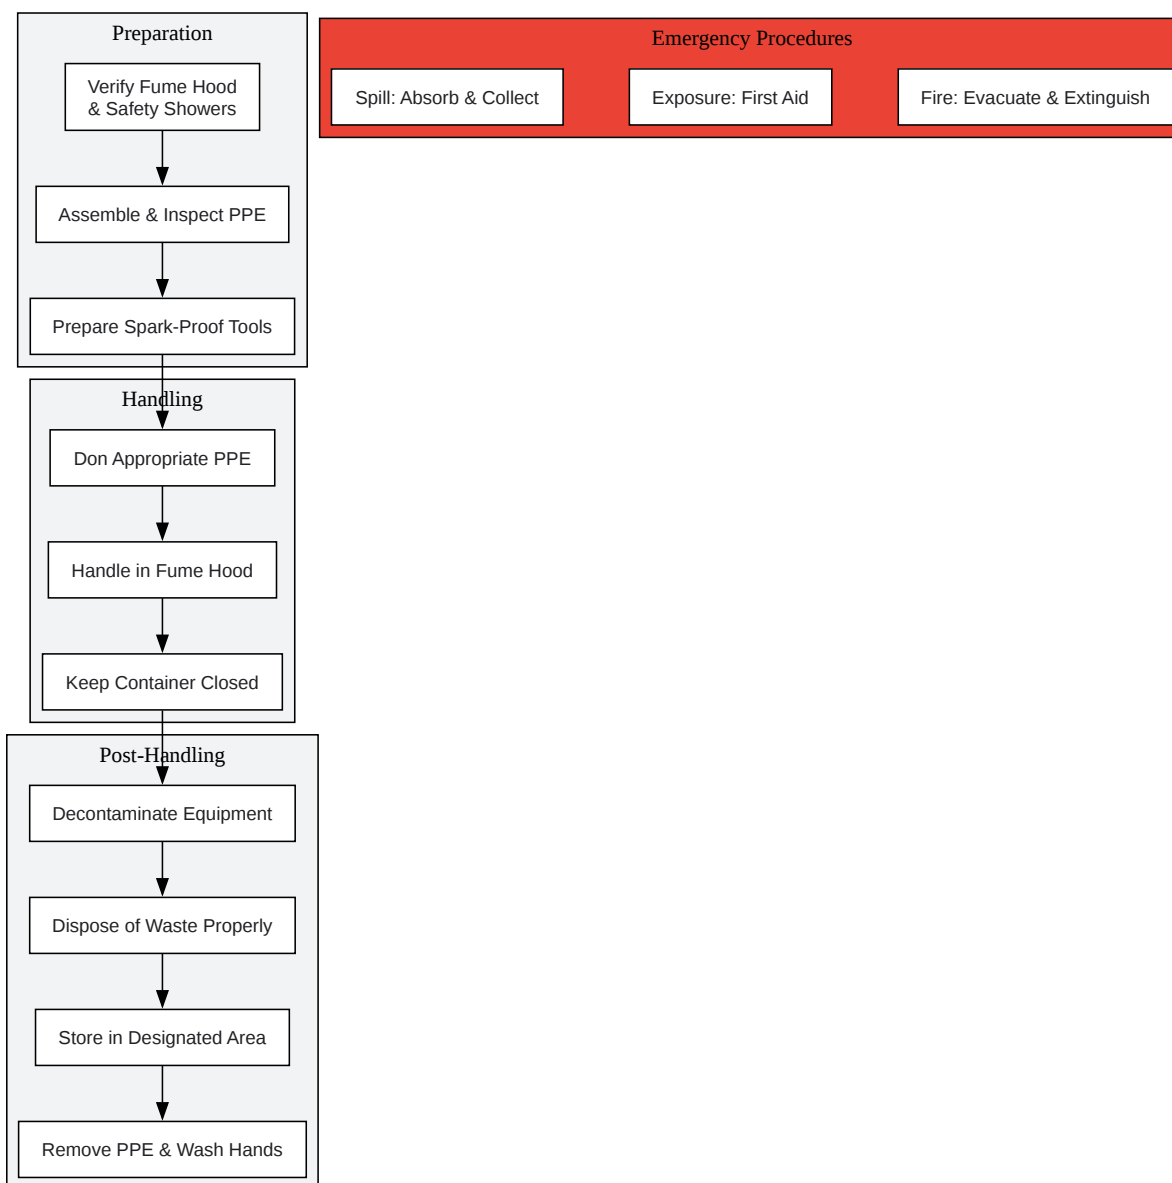 Preparation
Verify Fume Hood
& Safety Showers
Assemble & Inspect PPE
Prepare Spark-Proof Tools
Handling
Don Appropriate PPE
Handle in Fume Hood
Keep Container Closed
Post-Handling
Decontaminate Equipment
Dispose of Waste Properly
Store in Designated Area
Remove PPE & Wash Hands
Emergency Procedures
Spill: Absorb & Collect
Exposure: First Aid
Fire: Evacuate & Extinguish